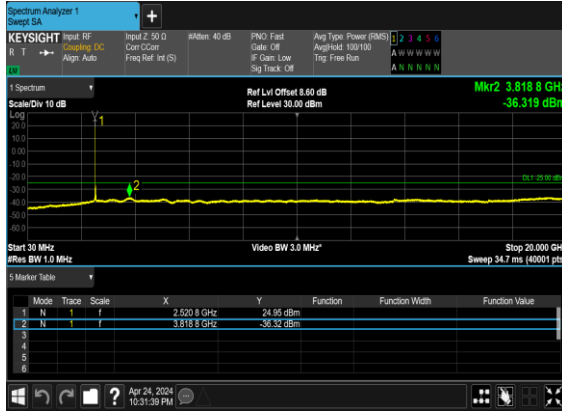 Spectrum Analyzer 1
Swept SA
+
KEYSIGHT Input: RF Input Z: 50 Ω #Atten: 40 dB PNO: Fast Avg Type: Power (RMS) 1 2 3 4 5 6
R T Coupling: DC Corr CCorr Gate: Off Avg|Hold: 100/100 A W W W W W
Align: Auto Freq Ref: Int (S) IF Gain: Low Trig: Free Run
Sig Track: Off A N N N N N
1 Spectrum Ref Lvl Offset 8.60 dB Mkr2 3.818 8 GHz
Scale/Div 10 dB Ref Level 30.00 dBm -36.319 dBm
Log
20.0
10.0
0.00
-10.0
-20.0
-30.0
-40.0
-50.0
-60.0
1
2
DL1 -25.00 dBm
Start 30 MHz Video BW 3.0 MHz* Stop 20.000 GHz
#Res BW 1.0 MHz Sweep 34.7 ms (40001 pts)
5 Marker Table
Mode Trace Scale X Y Function Function Width Function Value
1 N 1 f 2.520 8 GHz 24.95 dBm
2 N 1 f 3.818 8 GHz -36.32 dBm
3
4
5
6
? Apr 24, 2024
10:31:39 PM